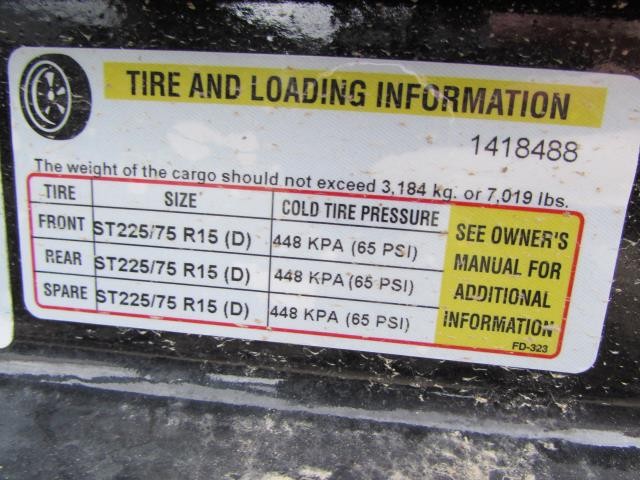 TIRE AND LOADING INFORMATION
1418488
The weight of the cargo should not exceed 3,184 kg. or 7,019 lbs.
TIRE SIZE COLD TIRE PRESSURE
FRONT ST225/75 R15 (D) 448 KPA (65 PSI)
REAR ST225/75 R15 (D) 448 KPA (65 PSI)
SPARE ST225/75 R15 (D) 448 KPA (65 PSI)
SEE OWNER'S
MANUAL FOR
ADDITIONAL
INFORMATION
FD-323